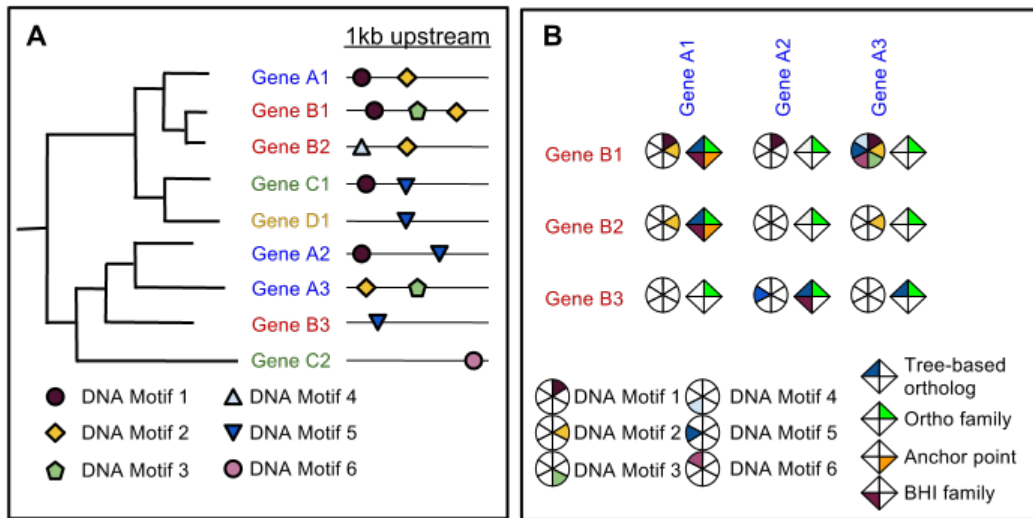 A
1kb upstream
Gene A1
Gene B1
Gene B2
Gene C1
Gene D1
Gene A2
Gene A3
Gene B3
Gene C2
DNA Motif 1
DNA Motif 4
DNA Motif 2
DNA Motif 5
DNA Motif 3
DNA Motif 6
B
Gene A1
Gene A2
Gene A3
Gene B1
Gene B2
Gene B3
DNA Motif 1
DNA Motif 4
DNA Motif 2
DNA Motif 5
DNA Motif 3
DNA Motif 6
Tree-based
ortholog
Ortho family
Anchor point
BHI family